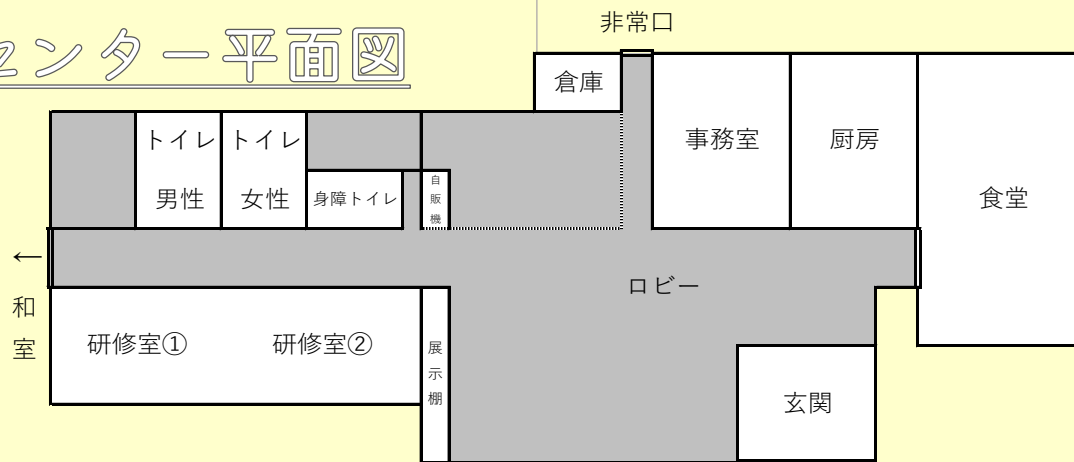 センター平面図
非常口
倉庫
事務室
厨房
食堂
トイレ
男性
トイレ
女性
身障トイレ
自販機
ロビー
←
和室
研修室①
研修室②
展示棚
玄関